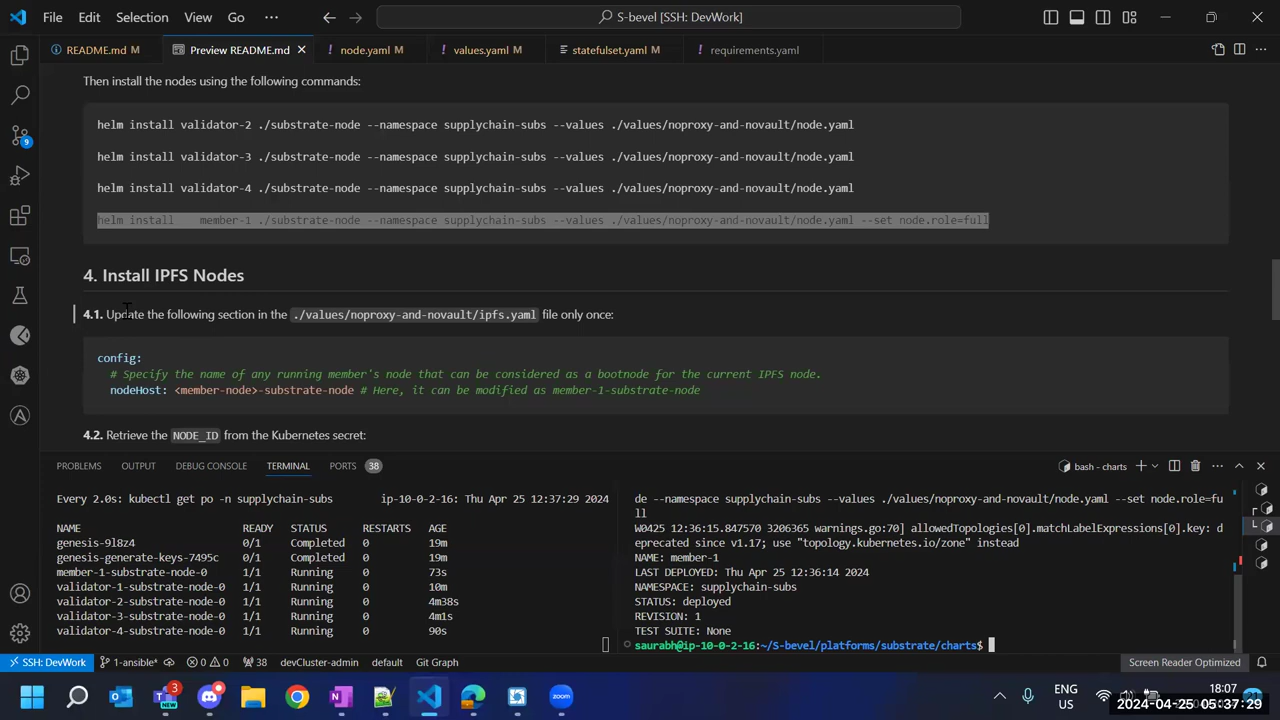 File Edit Selection View Go ··· S-bevel [SSH: DevWork]
README.md M Preview README.md × ! node.yaml M ! values.yaml M ! statefulset.yaml M ! requirements.yaml ···
Then install the nodes using the following commands:
helm install validator-2 ./substrate-node --namespace supplychain-subs --values ./values/noproxy-and-novault/node.yaml
helm install validator-3 ./substrate-node --namespace supplychain-subs --values ./values/noproxy-and-novault/node.yaml
helm install validator-4 ./substrate-node --namespace supplychain-subs --values ./values/noproxy-and-novault/node.yaml
helm install member-1 ./substrate-node --namespace supplychain-subs --values ./values/noproxy-and-novault/node.yaml --set node.role=full
9
4. Install IPFS Nodes
4.1. Update the following section in the ./values/noproxy-and-novault/ipfs.yaml file only once:
config:
# Specify the name of any running member's node that can be considered as a bootnode for the current IPFS node.
nodeHost: <member-node>-substrate-node # Here, it can be modified as member-1-substrate-node
4.2. Retrieve the NODE_ID from the Kubernetes secret:
PROBLEMS OUTPUT DEBUG CONSOLE TERMINAL PORTS 38 bash - charts
Every 2.0s: kubectl get po -n supplychain-subs ip-10-0-2-16: Thu Apr 25 12:37:29 2024
NAME READY STATUS RESTARTS AGE
genesis-9l8z4 0/1 Completed 0 19m
genesis-generate-keys-7495c 0/1 Completed 0 19m
member-1-substrate-node-0 1/1 Running 0 73s
validator-1-substrate-node-0 1/1 Running 0 10m
validator-2-substrate-node-0 1/1 Running 0 4m38s
validator-3-substrate-node-0 1/1 Running 0 4m1s
validator-4-substrate-node-0 1/1 Running 0 90s
de --namespace supplychain-subs --values ./values/noproxy-and-novault/node.yaml --set node.role=fu
ll
W0425 12:36:15.847570 3206365 warnings.go:70] allowedTopologies[0].matchLabelExpressions[0].key: d
eprecated since v1.17; use "topology.kubernetes.io/zone" instead
NAME: member-1
LAST DEPLOYED: Thu Apr 25 12:36:14 2024
NAMESPACE: supplychain-subs
STATUS: deployed
REVISION: 1
TEST SUITE: None
saurabh@ip-10-0-2-16:~/S-bevel/platforms/substrate/charts$
SSH: DevWork 1-ansible* 0 0 38 devCluster-admin default Git Graph Screen Reader Optimized
3 zoom ENG IN 18:07
2024-04-25 05:37:29